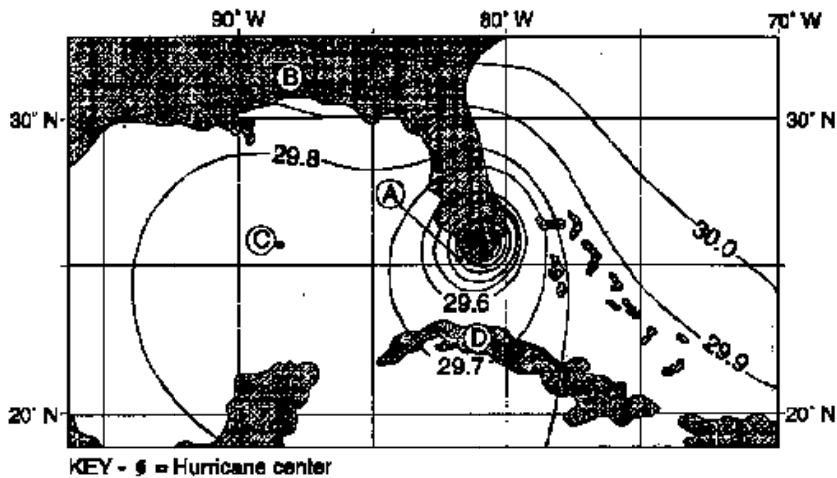 90° W 80° W 70° W
B
30° N 30° N
29.8
A
C
30.0
29.6
D
29.7 29.9
20° N 20° N
KEY - = Hurricane center